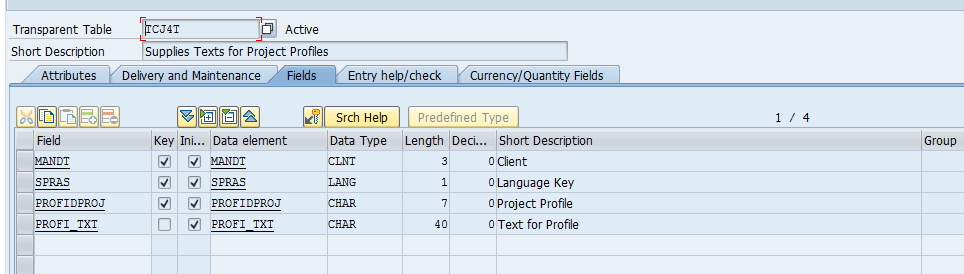 Transparent Table TCJ4T Active
Short Description Supplies Texts for Project Profiles
Attributes Delivery and Maintenance Fields Entry help/check Currency/Quantity Fields
Srch Help Predefined Type 1 / 4
Field Key Ini... Data element Data Type Length Deci... Short Description Group
MANDT MANDT CLNT 3 0 Client
SPRAS SPRAS LANG 1 0 Language Key
PROFIDPROJ PROFIDPROJ CHAR 7 0 Project Profile
PROFI_TXT PROFI_TXT CHAR 40 0 Text for Profile